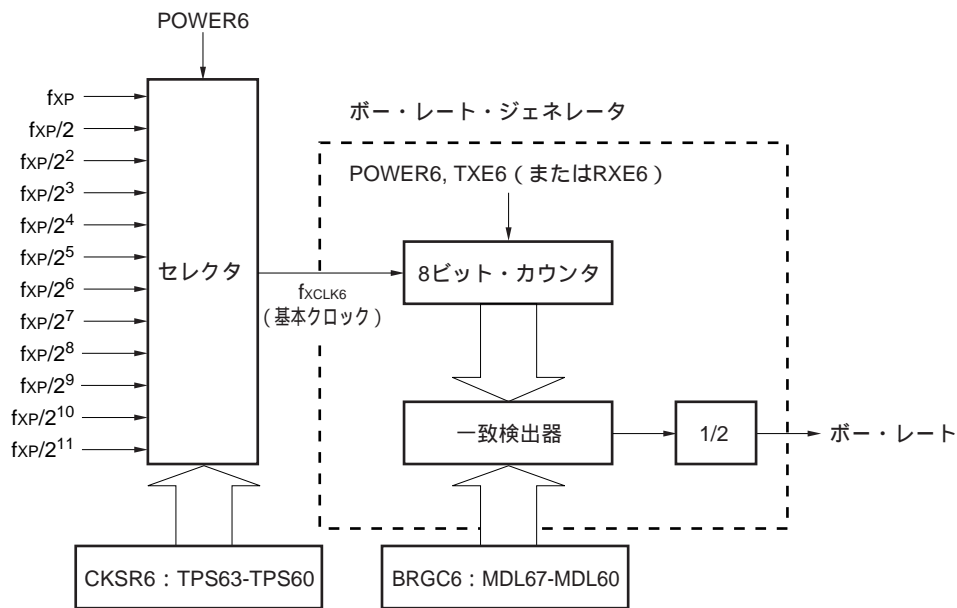 POWER6
fXP
fXP/2
fXP/2²
fXP/2³
fXP/2⁴
fXP/2⁵
fXP/2⁶
fXP/2⁷
fXP/2⁸
fXP/2⁹
fXP/2¹⁰
fXP/2¹¹
セレクタ
fXCLK6
(基本クロック)
ボー・レート・ジェネレータ
POWER6, TXE6(またはRXE6)
8ビット・カウンタ
一致検出器
1/2
ボー・レート
CKSR6:TPS63-TPS60
BRGC6:MDL67-MDL60